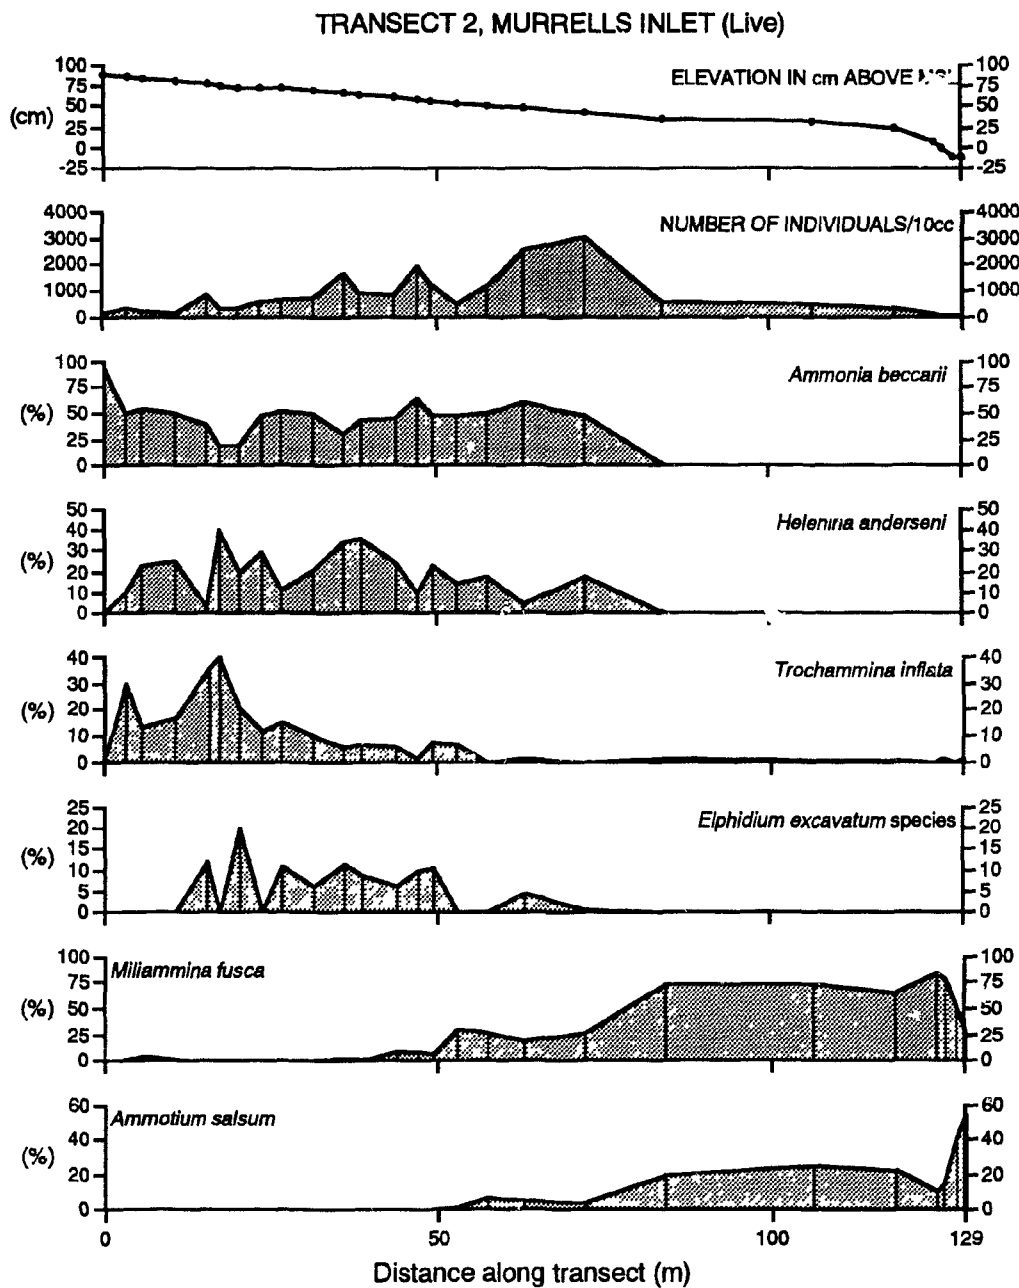 TRANSECT 2, MURRELLS INLET (Live)
ELEVATION IN cm ABOVE
(cm)
100 75 50 25 0 -25
100 75 50 25 0 -25
NUMBER OF INDIVIDUALS/10cc
4000 3000 2000 1000 0
4000 3000 2000 1000 0
Ammonia beccarii
(%)
100 75 50 25 0
100 75 50 25 0
Helenina anderseni
(%)
50 40 30 20 10 0
50 40 30 20 10 0
Trochammina inflata
(%)
40 30 20 10 0
40 30 20 10 0
Elphidium excavatum species
(%)
25 20 15 10 5 0
25 20 15 10 5 0
Miliammina fusca
(%)
100 75 50 25 0
100 75 50 25 0
Ammotium salsum
(%)
60 40 20 0
60 40 20 0
0 50 100 129
Distance along transect (m)